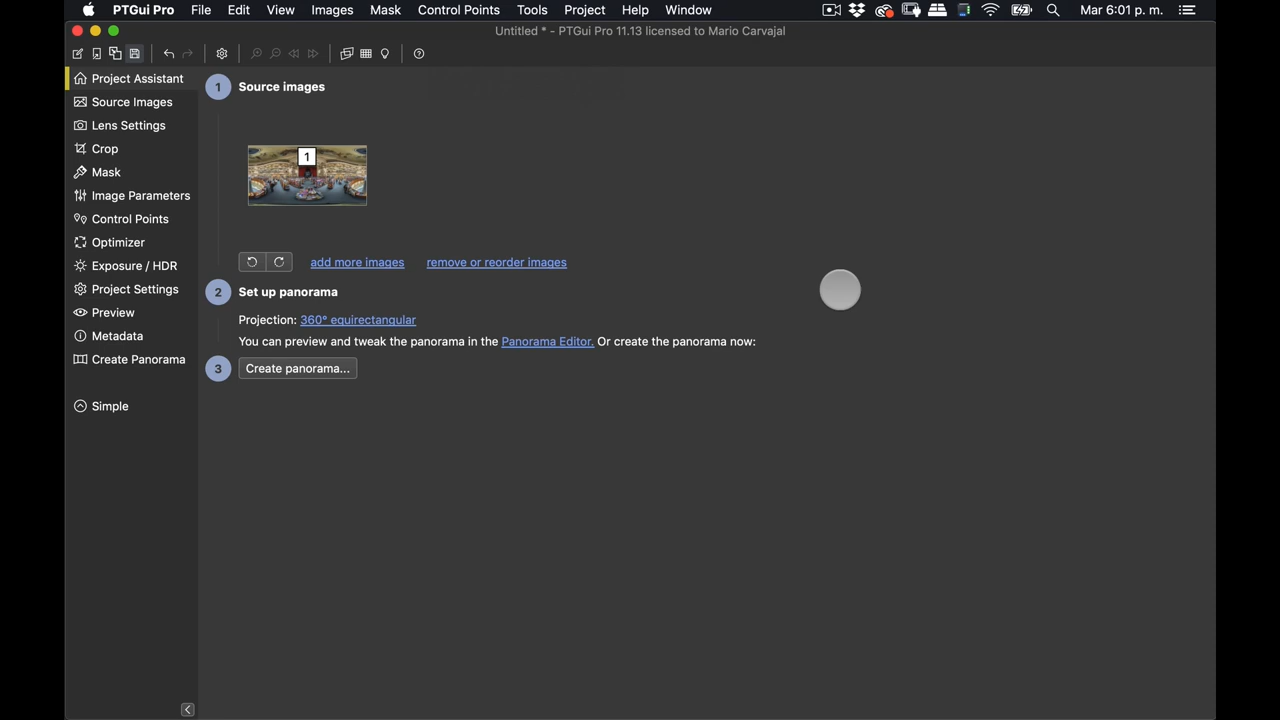 PTGui Pro File Edit View Images Mask Control Points Tools Project Help Window Mar 6:01 p. m.
Untitled * - PTGui Pro 11.13 licensed to Mario Carvajal
Project Assistant
Source Images
Lens Settings
Crop
Mask
Image Parameters
Control Points
Optimizer
Exposure / HDR
Project Settings
Preview
Metadata
Create Panorama
Simple
1 Source images
1
add more images remove or reorder images
2 Set up panorama
Projection: 360° equirectangular
You can preview and tweak the panorama in the Panorama Editor. Or create the panorama now:
3 Create panorama...